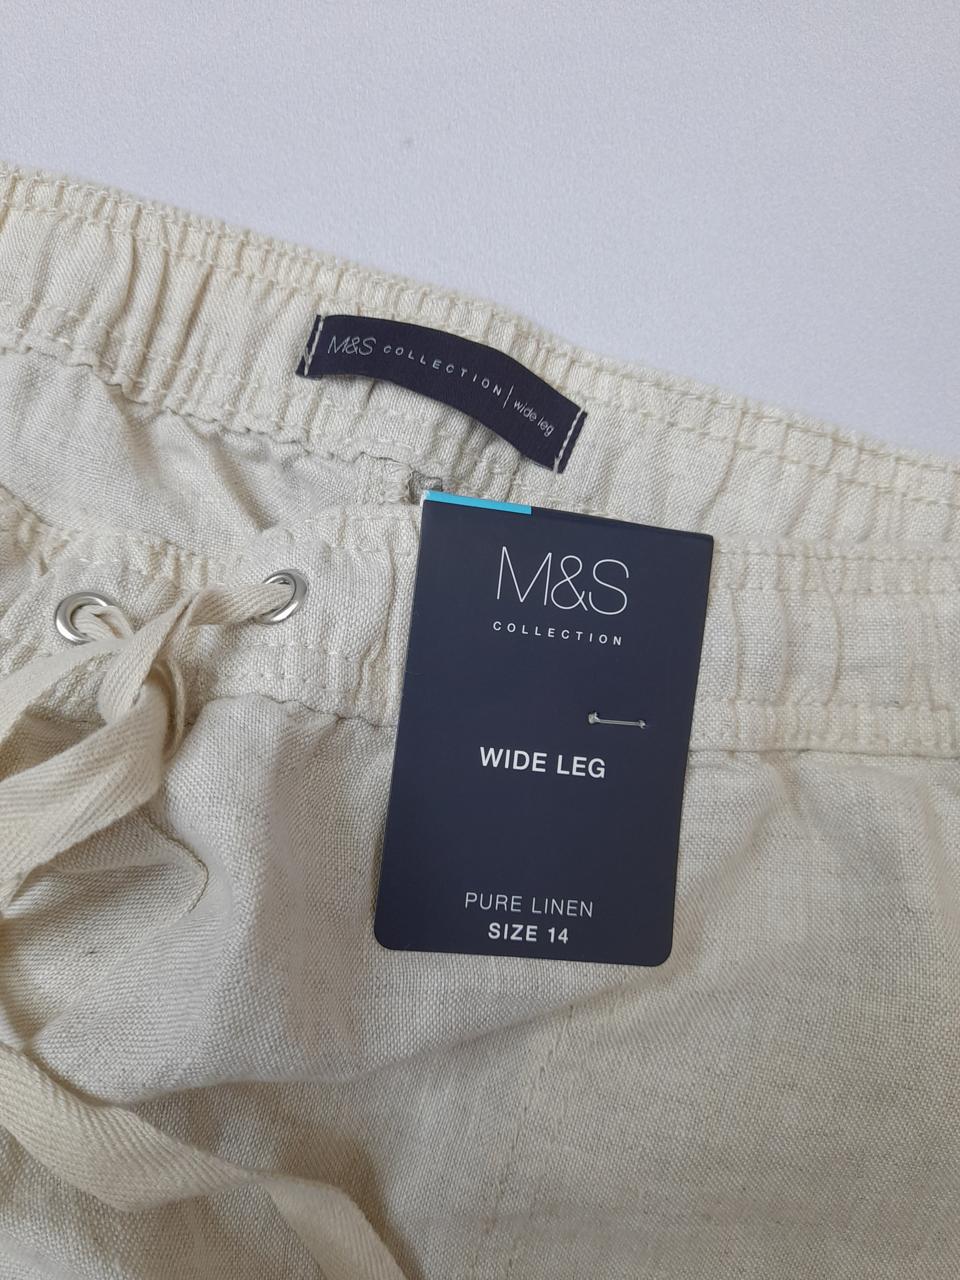 M&S COLLECTION | wide leg
M&S
COLLECTION
WIDE LEG
PURE LINEN
SIZE 14